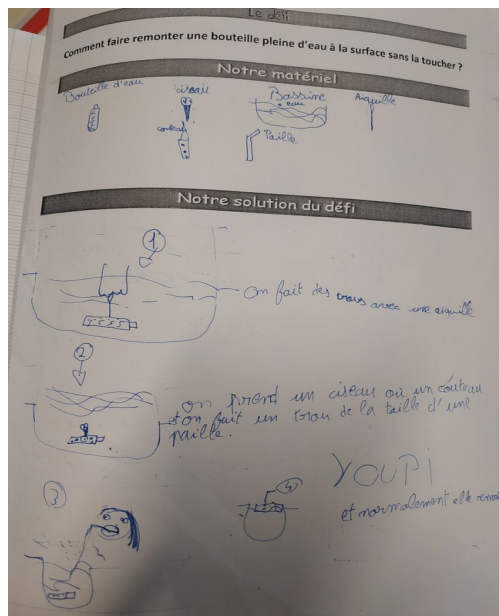 Le défi
Comment faire remonter une bouteille pleine d'eau à la surface sans la toucher ?
Notre matériel
Bouteille d'eau
ciseau
Bassine
eau
Aiguille
couteau
Paille
Notre solution du défi
1
on fait des trous avec une aiguille
2
on prend un ciseau où un couteau
et on fait un trou de la taille d'une
paille.
3
4
YOUPI
et normalement elle